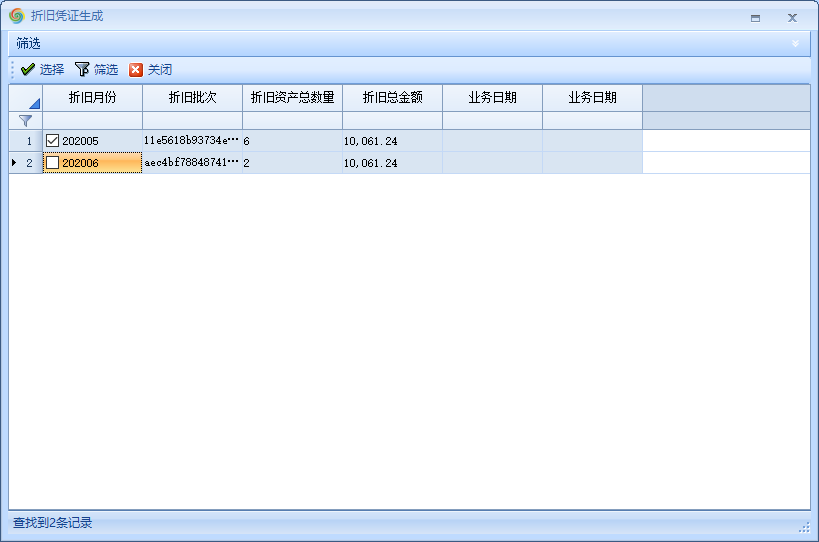 折旧凭证生成
筛选
选择 筛选 关闭
折旧月份 折旧批次 折旧资产总数量 折旧总金额 业务日期 业务日期
1 202005 11e5618b93734e… 6 10,061.24
2 202006 aec4bf78848741… 2 10,061.24
查找到2条记录